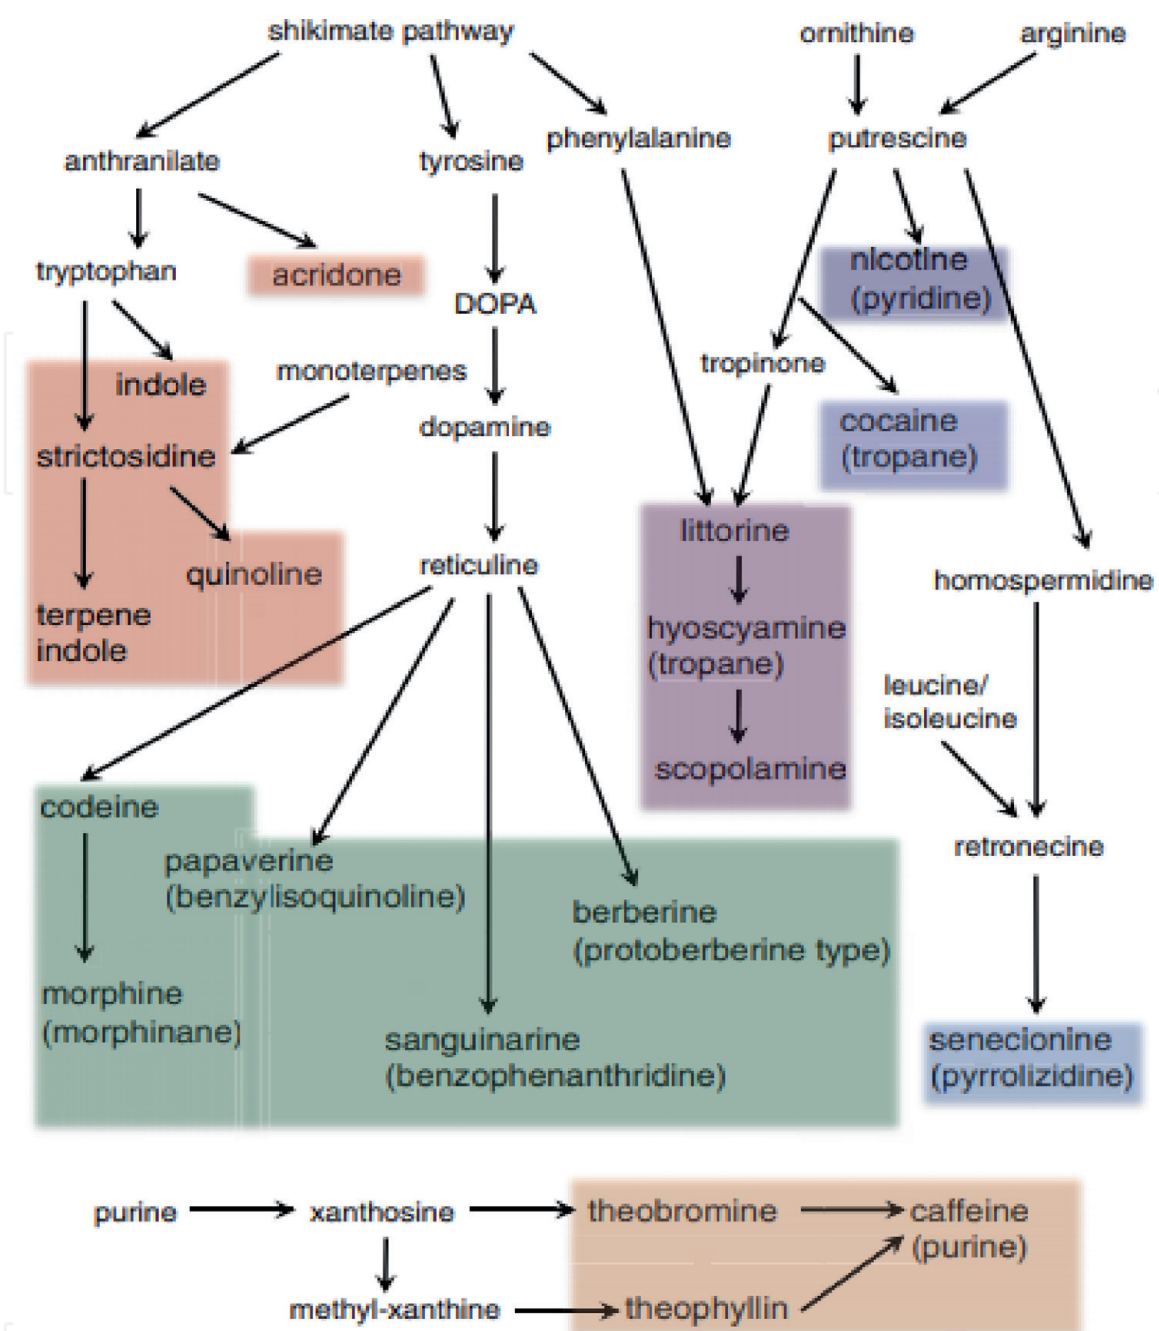 shikimate pathway
ornithine
arginine
anthranilate
tyrosine
phenylalanine
putrescine
tryptophan
acridone
DOPA
nicotine
(pyridine)
indole
monoterpenes
tropinone
strictosidine
dopamine
cocaine
(tropane)
quinoline
reticuline
littorine
homospermidine
terpene
indole
hyoscyamine
(tropane)
leucine/
isoleucine
scopolamine
codeine
papaverine
(benzylisoquinoline)
retronecine
berberine
(protoberberine type)
morphine
(morphinane)
sanguinarine
(benzophenanthridine)
senecionine
(pyrrolizidine)
purine
xanthosine
theobromine
caffeine
(purine)
methyl-xanthine
theophyllin